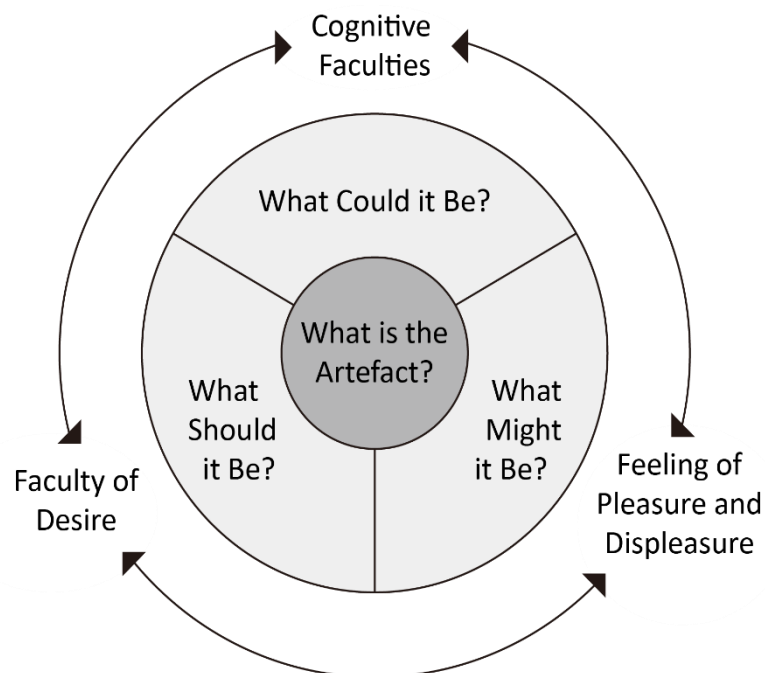 Cognitive
Faculties
What Could it Be?
What is the
Artefact?
What
Should
it Be?
What
Might
it Be?
Faculty of
Desire
Feeling of
Pleasure and
Displeasure